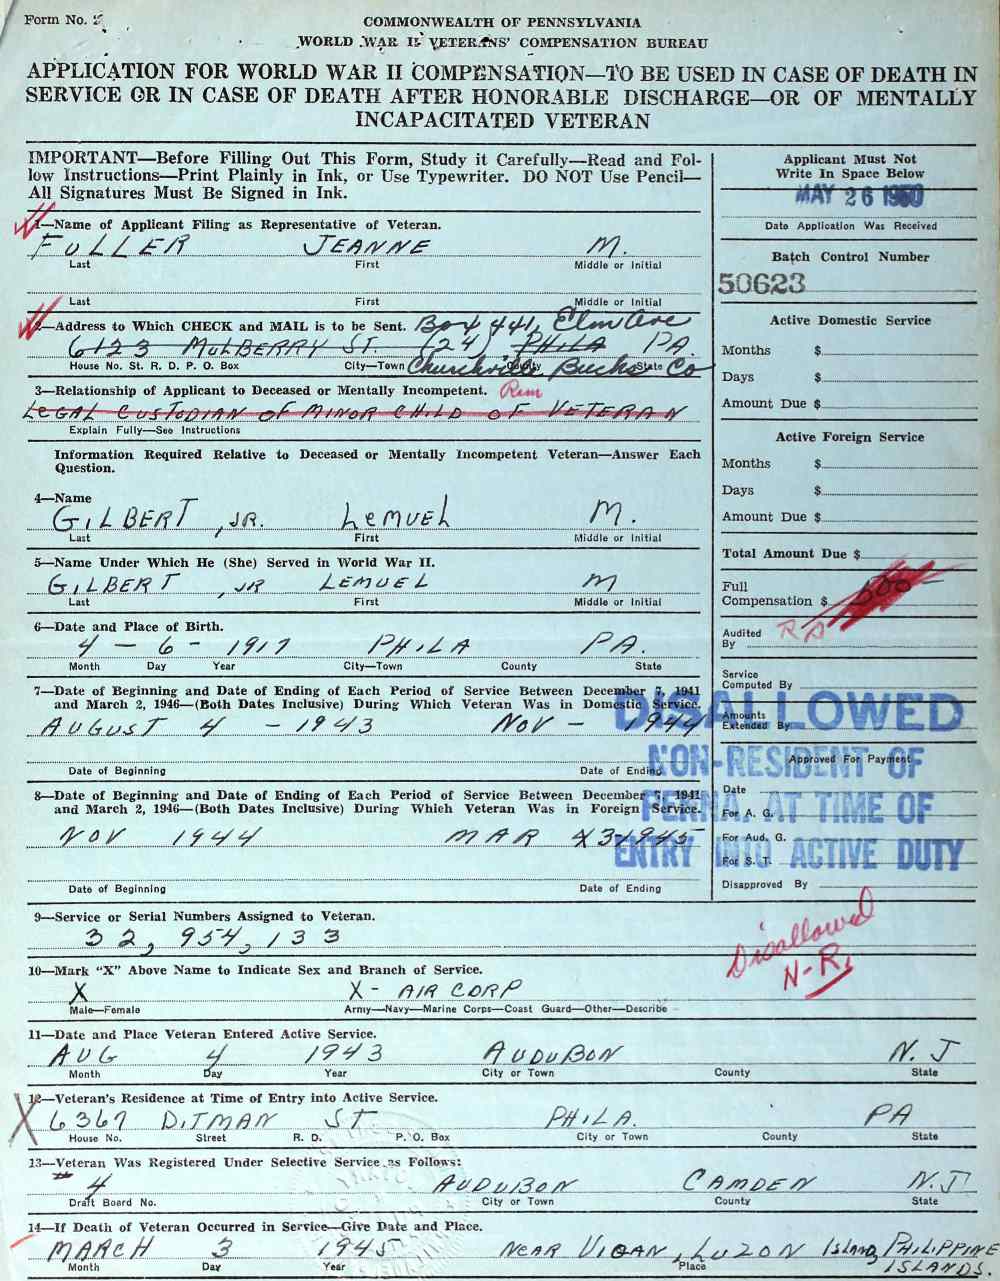 Form No.
COMMONWEALTH OF PENNSYLVANIA
WORLD WAR II VETERANS' COMPENSATION BUREAU
APPLICATION FOR WORLD WAR II COMPENSATION—TO BE USED IN CASE OF DEATH IN
SERVICE OR IN CASE OF DEATH AFTER HONORABLE DISCHARGE—OR OF MENTALLY
INCAPACITATED VETERAN
IMPORTANT—Before Filling Out This Form, Study it Carefully—Read and Fol-
low Instructions—Print Plainly in Ink, or Use Typewriter. DO NOT Use Pencil—
All Signatures Must Be Signed in Ink.
1—Name of Applicant Filing as Representative of Veteran.
FULLER JEANNE M.
Last First Middle or Initial
Last First Middle or Initial
2—Address to Which CHECK and MAIL is to be Sent. Box 441, Elm Ave
6123 MULBERRY ST. (24) PHILA PA.
House No. St. R. D. P. O. Box City—Town County State
Churchville Bucks Co
3—Relationship of Applicant to Deceased or Mentally Incompetent. Rem
LEGAL CUSTODIAN OF MINOR CHILD OF VETERAN
Explain Fully—See Instructions
Information Required Relative to Deceased or Mentally Incompetent Veteran—Answer Each
Question.
4—Name
GILBERT, JR. LEMUEL M.
Last First Middle or Initial
5—Name Under Which He (She) Served in World War II.
GILBERT, JR LEMUEL M
Last First Middle or Initial
6—Date and Place of Birth.
4 — 6 - 1917 PHILA PA.
Month Day Year City—Town County State
7—Date of Beginning and Date of Ending of Each Period of Service Between December 7, 1941
and March 2, 1946—(Both Dates Inclusive) During Which Veteran Was in Domestic Service.
AUGUST 4 - 1943 NOV - 1944
Date of Beginning Date of Ending
8—Date of Beginning and Date of Ending of Each Period of Service Between December 7, 1941
and March 2, 1946—(Both Dates Inclusive) During Which Veteran Was in Foreign Service.
NOV 1944 MAR 3 1945
Date of Beginning Date of Ending
Applicant Must Not
Write In Space Below
MAY 26 1950
Date Application Was Received
Batch Control Number
50623
Active Domestic Service
Months $
Days $
Amount Due $
Active Foreign Service
Months $
Days $
Amount Due $
Total Amount Due $
Full
Compensation $ 500
Audited
By RA
Service
Computed By
Amounts
Extended By
Approved For Payment
Date
For A. G.
For Aud. G.
For S. T.
Disapproved By
DISALLOWED
NON-RESIDENT OF
PENNA. AT TIME OF
ENTRY INTO ACTIVE DUTY
Disallowed
N-R.
9—Service or Serial Numbers Assigned to Veteran.
32,954,133
10—Mark "X" Above Name to Indicate Sex and Branch of Service.
X X- AIR CORP
Male—Female Army—Navy—Marine Corps—Coast Guard—Other—Describe
11—Date and Place Veteran Entered Active Service.
AUG 4 1943 AUDUBON N. J
Month Day Year City or Town County State
12—Veteran's Residence at Time of Entry into Active Service.
6367 DITMAN ST PHILA. PA
House No. Street R. D. P. O. Box City or Town County State
13—Veteran Was Registered Under Selective Service as Follows:
# 4 AUDUBON CAMDEN N.J
Draft Board No. City or Town County State
14—If Death of Veteran Occurred in Service—Give Date and Place.
MARCH 3 1945 NEAR VIGAN, LUZON ISLAND, PHILIPPINE
ISLANDS.
Month Day Year Place